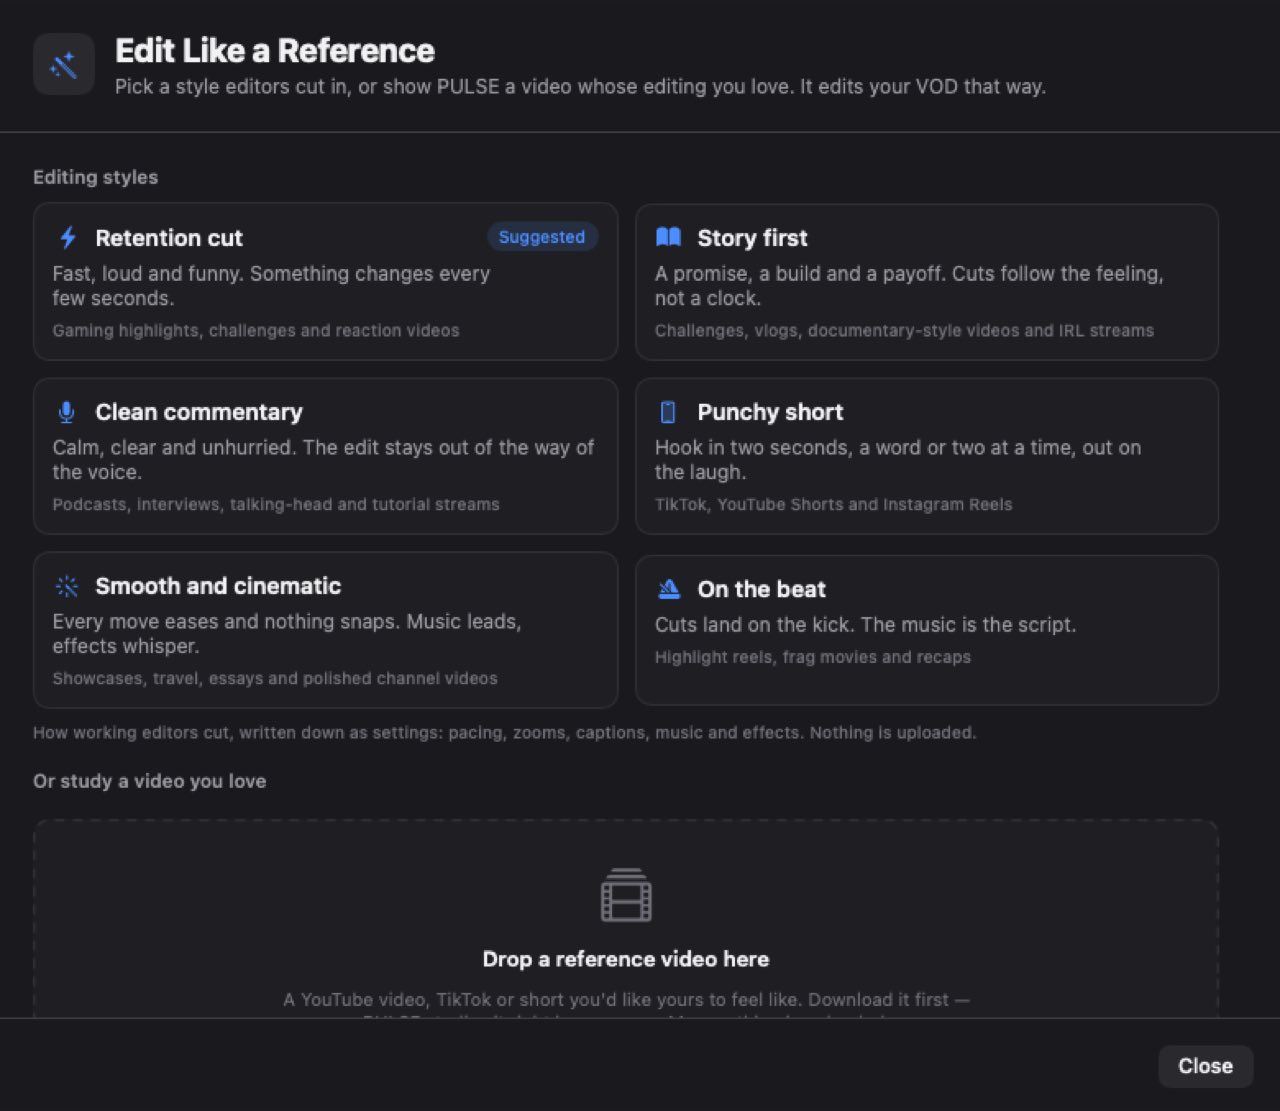 Edit Like a Reference
Pick a style editors cut in, or show PULSE a video whose editing you love. It edits your VOD that way.
Editing styles
Retention cut
Suggested
Fast, loud and funny. Something changes every
few seconds.
Gaming highlights, challenges and reaction videos
Story first
A promise, a build and a payoff. Cuts follow the feeling,
not a clock.
Challenges, vlogs, documentary-style videos and IRL streams
Clean commentary
Calm, clear and unhurried. The edit stays out of the way of
the voice.
Podcasts, interviews, talking-head and tutorial streams
Punchy short
Hook in two seconds, a word or two at a time, out on
the laugh.
TikTok, YouTube Shorts and Instagram Reels
Smooth and cinematic
Every move eases and nothing snaps. Music leads,
effects whisper.
Showcases, travel, essays and polished channel videos
On the beat
Cuts land on the kick. The music is the script.
Highlight reels, frag movies and recaps
How working editors cut, written down as settings: pacing, zooms, captions, music and effects. Nothing is uploaded.
Or study a video you love
Drop a reference video here
A YouTube video, TikTok or short you'd like yours to feel like. Download it first —
Close